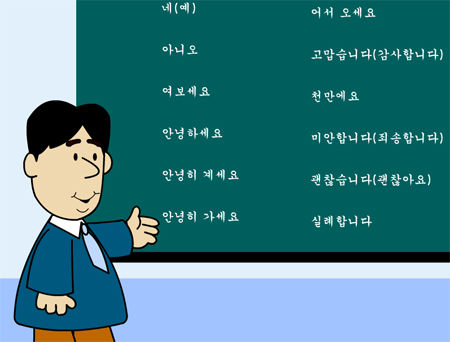 네(예)
아니오
여보세요
안녕하세요
안녕히 계세요
안녕히 가세요
어서 오세요
고맙습니다(감사합니다)
천만에요
미안합니다(죄송합니다)
괜찮습니다(괜찮아요)
실례합니다